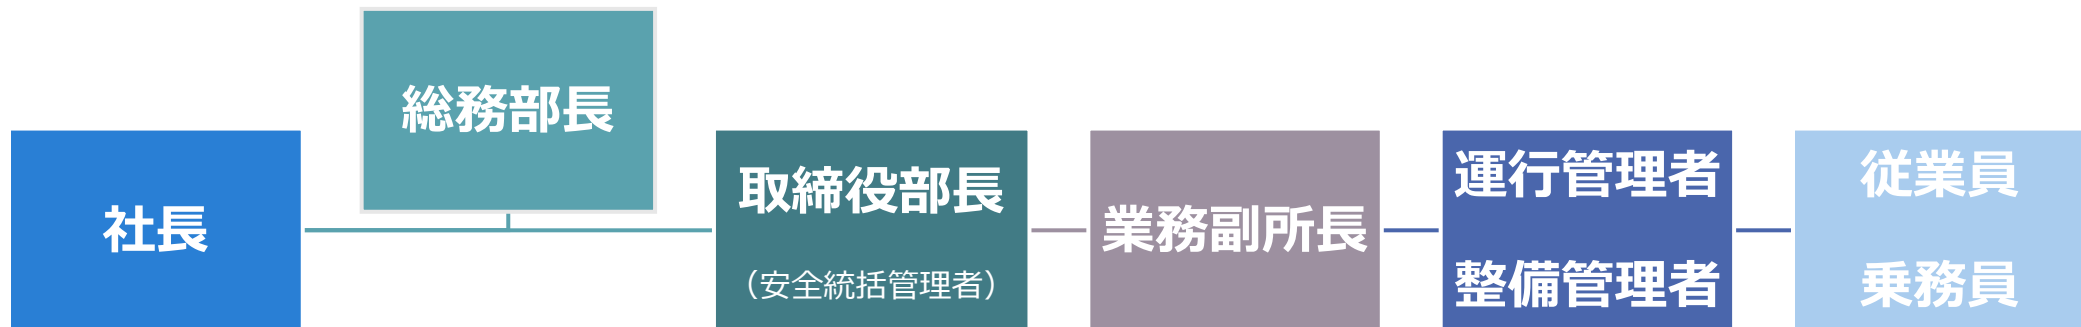 社長
総務部長
取締役部長
（安全統括管理者）
業務副所長
運行管理者
整備管理者
従業員
乗務員